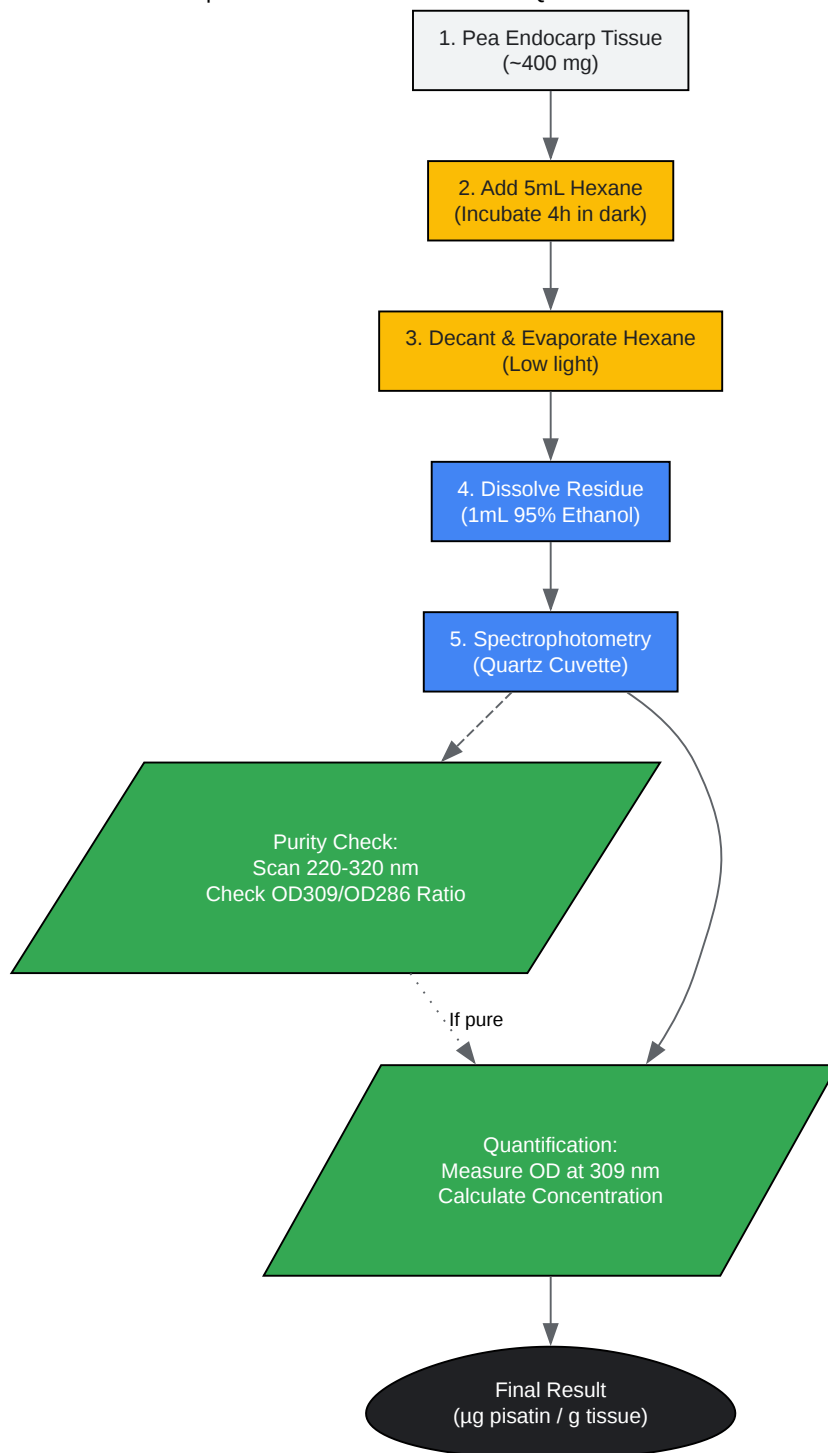 1. Pea Endocarp Tissue
(~400 mg)
2. Add 5mL Hexane
(Incubate 4h in dark)
3. Decant & Evaporate Hexane
(Low light)
4. Dissolve Residue
(1mL 95% Ethanol)
5. Spectrophotometry
(Quartz Cuvette)
Purity Check:
Scan 220-320 nm
Check OD309/OD286 Ratio
If pure
Quantification:
Measure OD at 309 nm
Calculate Concentration
Final Result
(µg pisatin / g tissue)